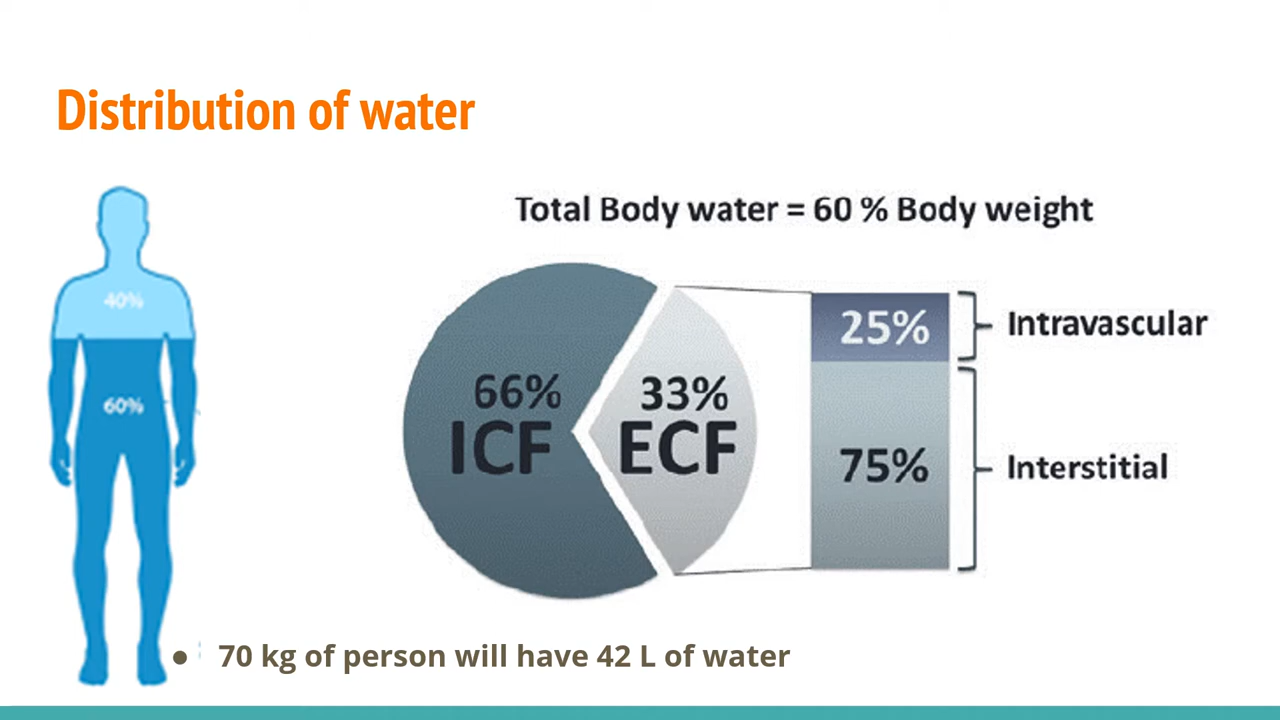 Distribution of water
Total Body water = 60 % Body weight
40%
60%
66%
ICF
33%
ECF
25%
Intravascular
75%
Interstitial
● 70 kg of person will have 42 L of water